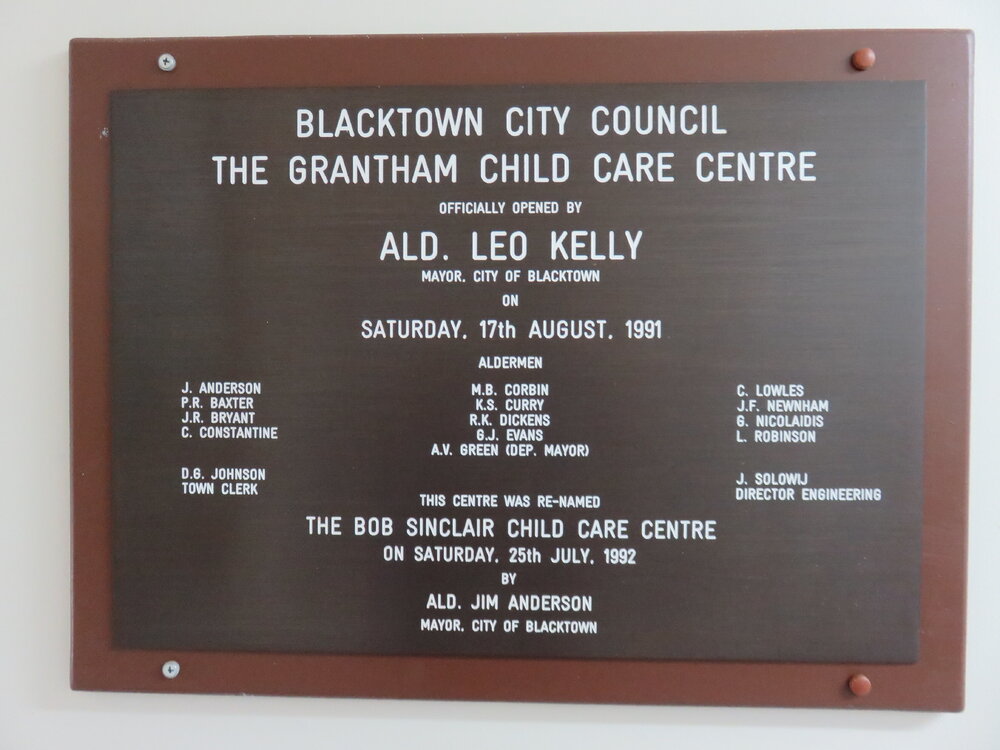 BLACKTOWN CITY COUNCIL
THE GRANTHAM CHILD CARE CENTRE
OFFICIALLY OPENED BY
ALD. LEO KELLY
MAYOR, CITY OF BLACKTOWN
ON
SATURDAY, 17th AUGUST, 1991
ALDERMEN
J. ANDERSON
P.R. BAXTER
J.R. BRYANT
C. CONSTANTINE
M.B. CORBIN
K.S. CURRY
R.K. DICKENS
G.J. EVANS
A.V. GREEN (DEP. MAYOR)
C. LOWLES
J.F. NEWNHAM
G. NICOLAIDIS
L. ROBINSON
D.G. JOHNSON
TOWN CLERK
J. SOLOWIJ
DIRECTOR ENGINEERING
THIS CENTRE WAS RE-NAMED
THE BOB SINCLAIR CHILD CARE CENTRE
ON SATURDAY, 25th JULY, 1992
BY
ALD. JIM ANDERSON
MAYOR, CITY OF BLACKTOWN